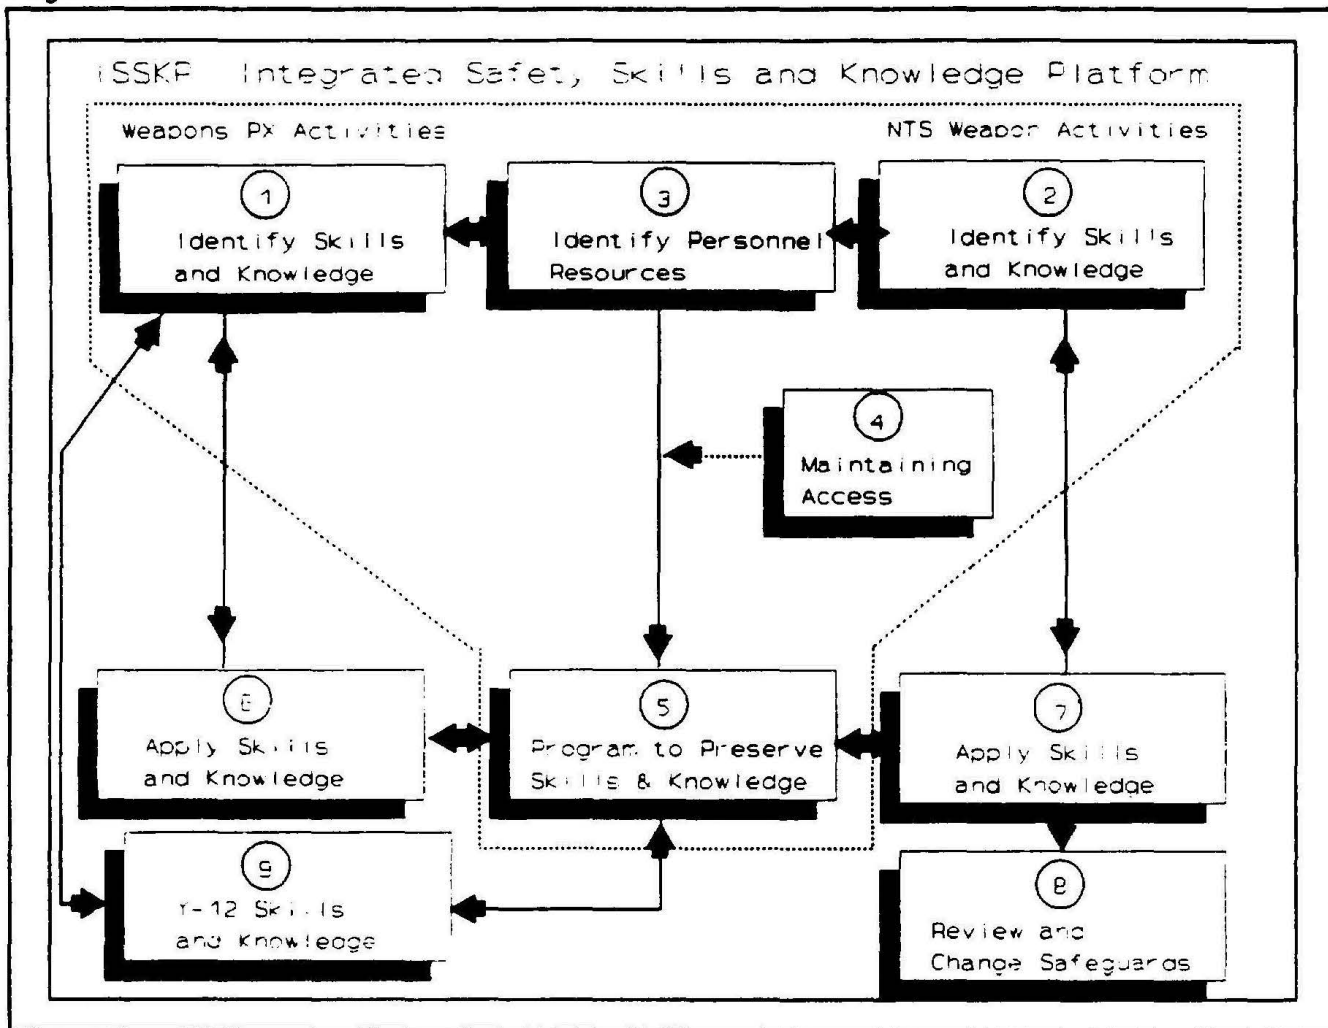 iSSKP Integrated Safety, Skills and Knowledge Platform
Weapons PX Activities
NTS Weapon Activities
1
Identify Skills
and Knowledge
3
Identify Personnel
Resources
2
Identify Skills
and Knowledge
4
Maintaining
Access
6
Apply Skills
and Knowledge
5
Program to Preserve
Skills & Knowledge
7
Apply Skills
and Knowledge
9
Y-12 Skills
and Knowledge
8
Review and
Change Safeguards